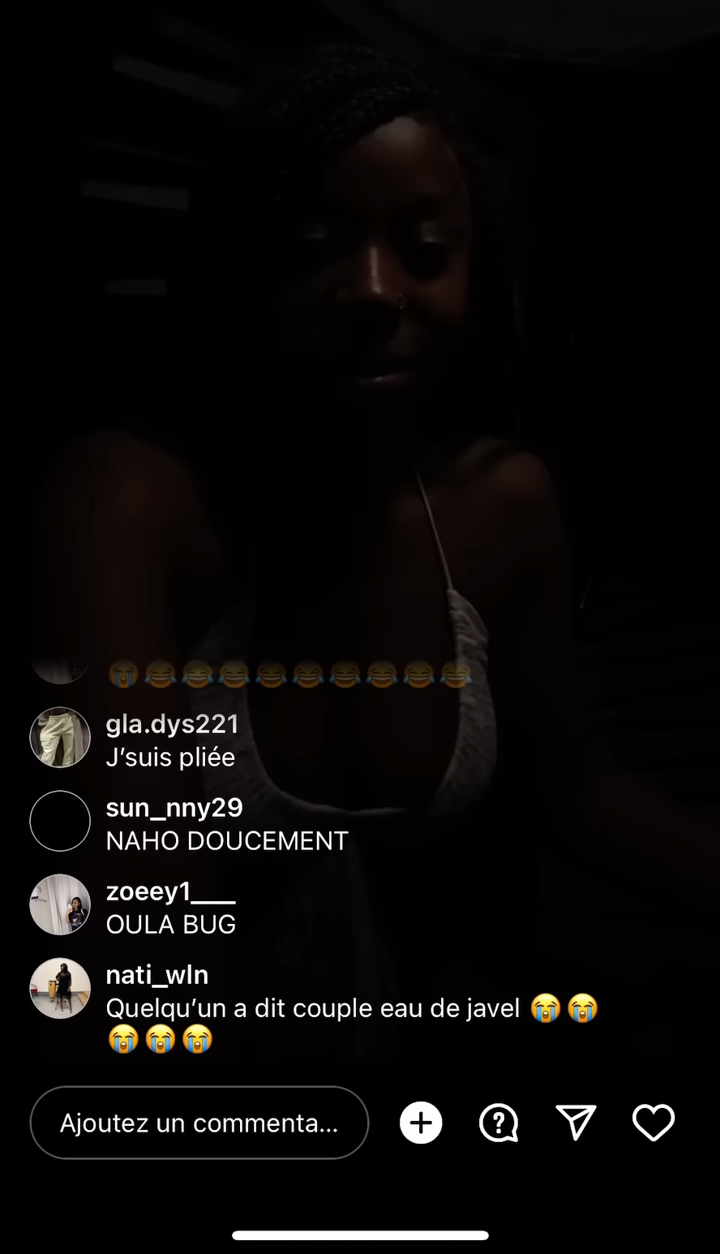 😭😂😂😂😂😂😂😂😂😂
gla.dys221
J’suis pliée
sun_nny29
NAHO DOUCEMENT
zoeey1___
OULA BUG
nati_wln
Quelqu’un a dit couple eau de javel 😭😭
😭😭😭
Ajoutez un commenta...